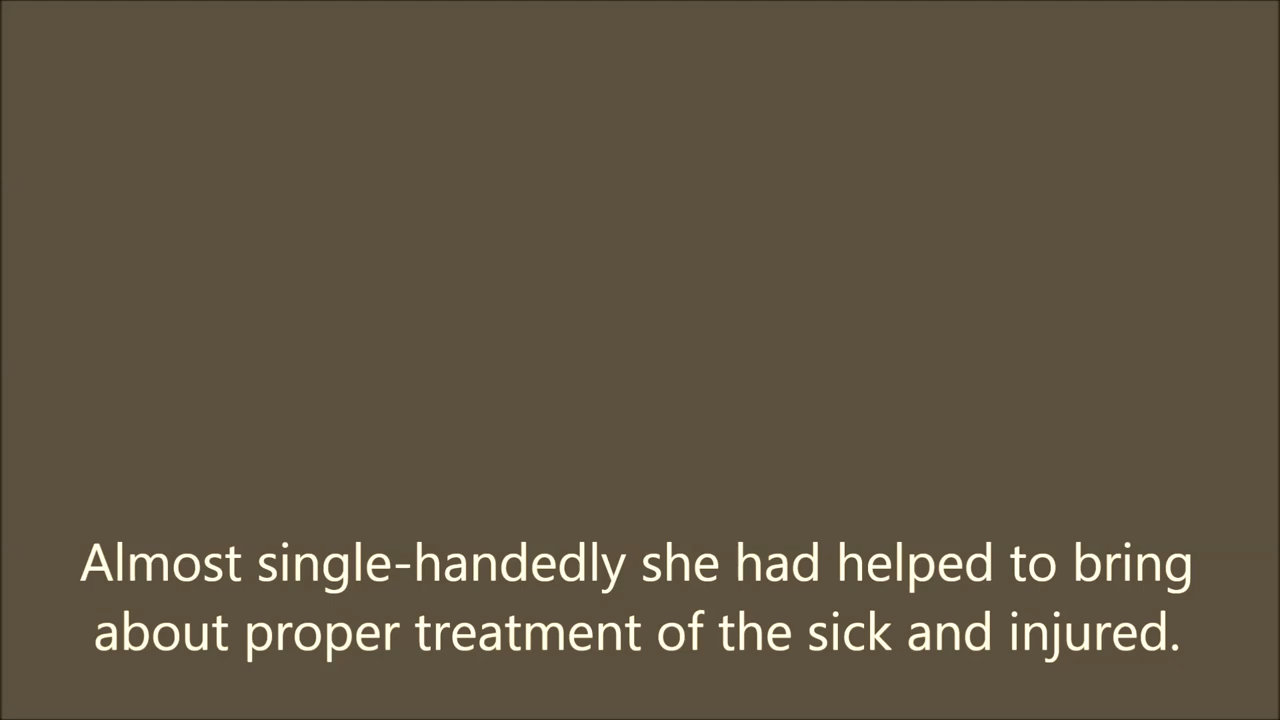 Almost single-handedly she had helped to bring
about proper treatment of the sick and injured.